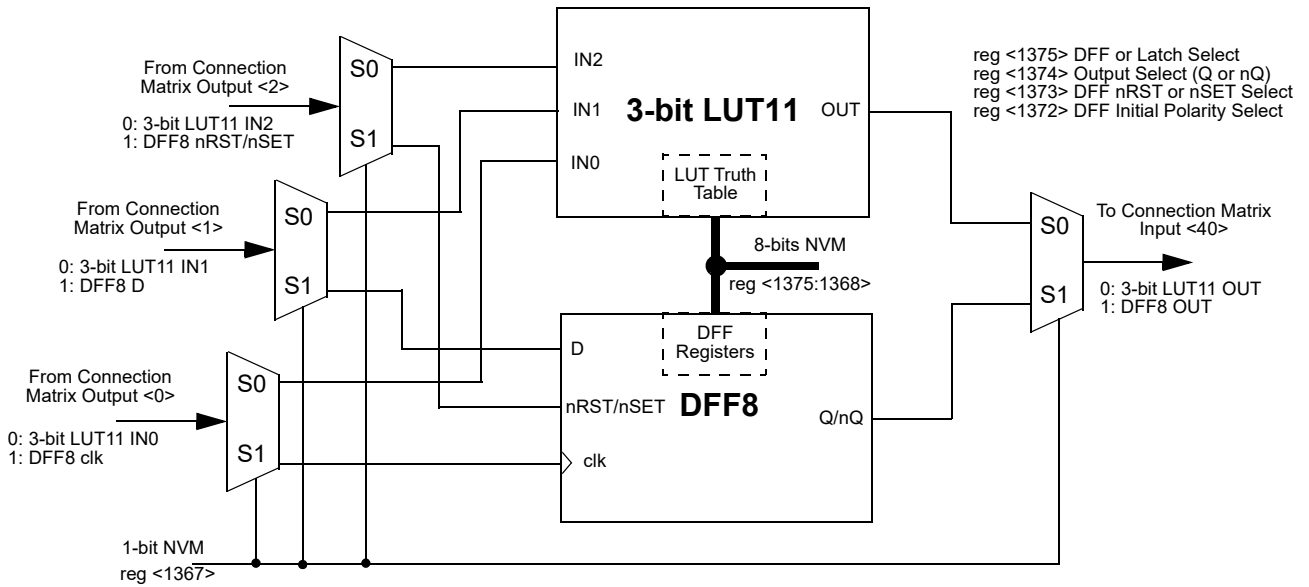 From Connection
Matrix Output <2>
0: 3-bit LUT11 IN2
1: DFF8 nRST/nSET
S0
S1
From Connection
Matrix Output <1>
0: 3-bit LUT11 IN1
1: DFF8 D
S0
S1
From Connection
Matrix Output <0>
0: 3-bit LUT11 IN0
1: DFF8 clk
S0
S1
1-bit NVM
reg <1367>
IN2
IN1
IN0
3-bit LUT11
OUT
LUT Truth
Table
8-bits NVM
reg <1375:1368>
DFF
Registers
D
nRST/nSET
clk
DFF8
Q/nQ
reg <1375> DFF or Latch Select
reg <1374> Output Select (Q or nQ)
reg <1373> DFF nRST or nSET Select
reg <1372> DFF Initial Polarity Select
S0
S1
To Connection Matrix
Input <40>
0: 3-bit LUT11 OUT
1: DFF8 OUT